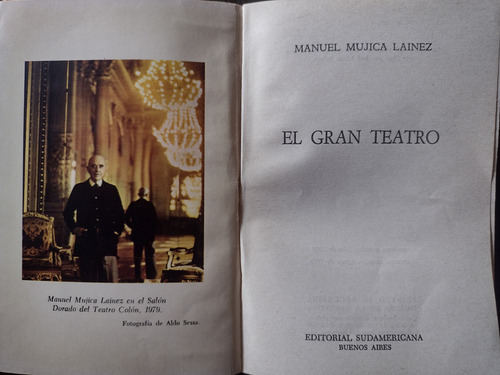 Manuel Mujica Lainez en el Salón
Dorado del Teatro Colón, 1979.
Fotografía de Aldo Sessa.
MANUEL MUJICA LAINEZ
EL GRAN TEATRO
EDITORIAL SUDAMERICANA
BUENOS AIRES